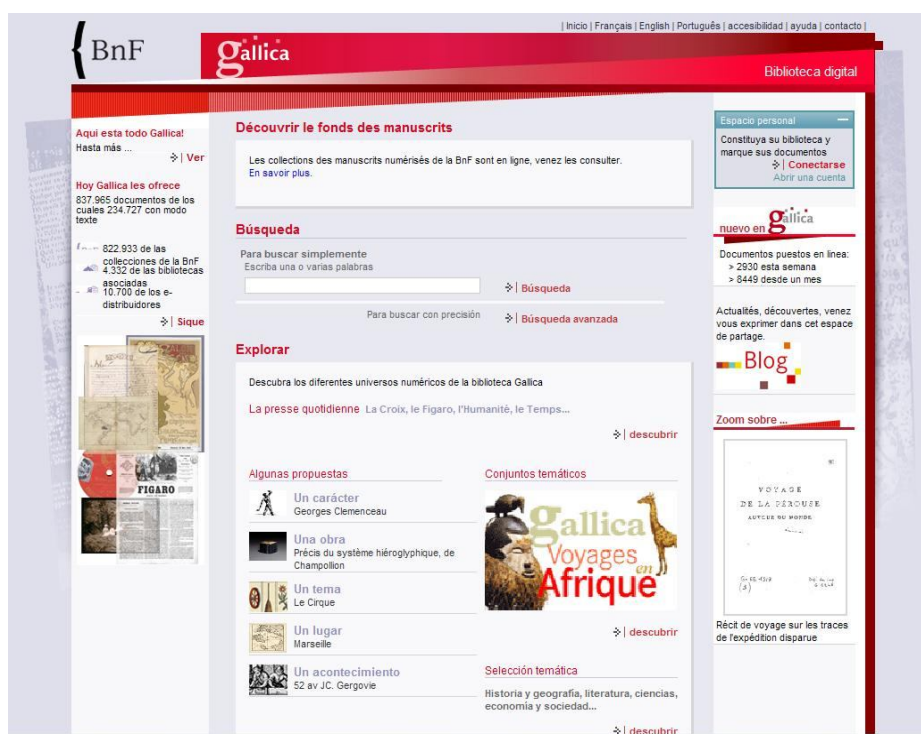 | Inicio | Français | English | Português | accesibilidad | ayuda | contacto |
BnF
gallica
Biblioteca digital
Aqui esta todo Gallica!
Hasta más ...
| Ver
Hoy Gallica les ofrece
837.965 documentos de los
cuales 234.727 con modo
texte
822.933 de las
collecciones de la BnF
4.332 de las bibliotecas
asociadas
10.700 de los e-
distribuidores
| Sique
FIGARO
Découvrir le fonds des manuscrits
Les collections des manuscrits numérisés de la BnF sont en ligne, venez les consulter.
En savoir plus.
Búsqueda
Para buscar simplemente
Escriba una o varias palabras
| Búsqueda
Para buscar con precisión
| Búsqueda avanzada
Explorar
Descubra los diferentes universos numéricos de la biblioteca Gallica
La presse quotidienne La Croix, le Figaro, l'Humanité, le Temps...
| descubrir
Algunas propuestas
Un carácter
Georges Clemenceau
Una obra
Précis du système hiéroglyphique, de
Champollion
Un tema
Le Cirque
Un lugar
Marseille
Un acontecimiento
52 av JC. Gergovie
Conjuntos temáticos
gallica
Voyages
en
Afrique
| descubrir
Selección temática
Historia y geografía, literatura, ciencias,
economía y sociedad...
| descubrir
Espacio personal
Constituya su biblioteca y
marque sus documentos
| Conectarse
Abrir una cuenta
nuevo en gallica
Documentos puestos en linea:
> 2930 esta semana
> 8449 desde un mes
Actualités, découvertes, venez
vous exprimer dans cet espace
de partage.
Blog
Zoom sobre ...
VOYAGE
DE LA PÉROUSE
AUTOUR DU MONDE
Récit de voyage sur les traces
de l'expédition disparue